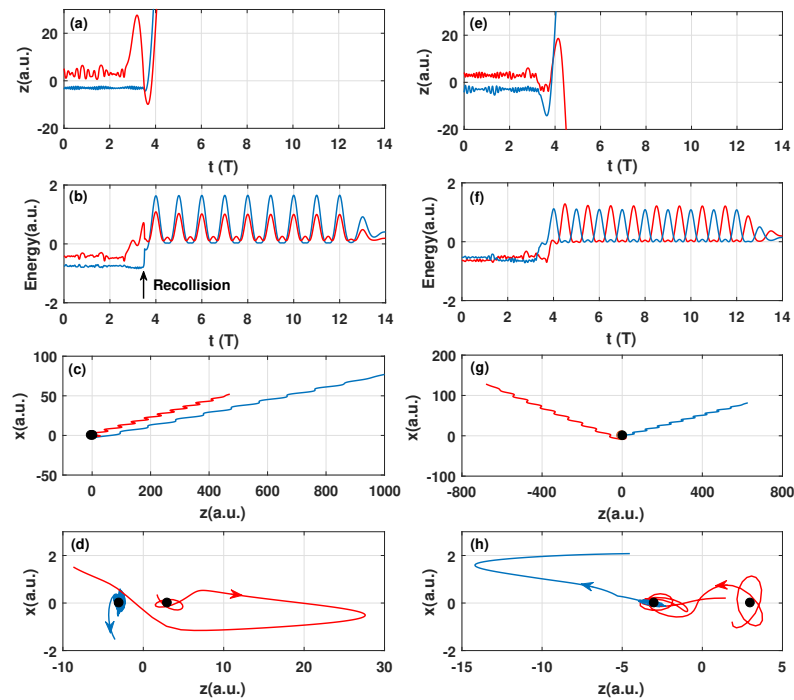 (a)
z(a.u.)
20
0
-20
0 2 4 6 8 10 12 14
t (T)
(e)
z(a.u.)
20
0
-20
0 2 4 6 8 10 12 14
t (T)
(b)
Energy(a.u.)
2
0
-2
Recollision
0 2 4 6 8 10 12 14
t (T)
(f)
Energy(a.u.)
2
0
-2
0 2 4 6 8 10 12 14
t (T)
(c)
x(a.u.)
100
50
0
-50
0 200 400 600 800 1000
z(a.u.)
(g)
x(a.u.)
200
100
0
-100
-800 -400 0 400 800
z(a.u.)
(d)
x(a.u.)
2
0
-2
-10 0 10 20 30
z(a.u.)
(h)
x(a.u.)
2
0
-2
-15 -10 -5 0 5
z(a.u.)